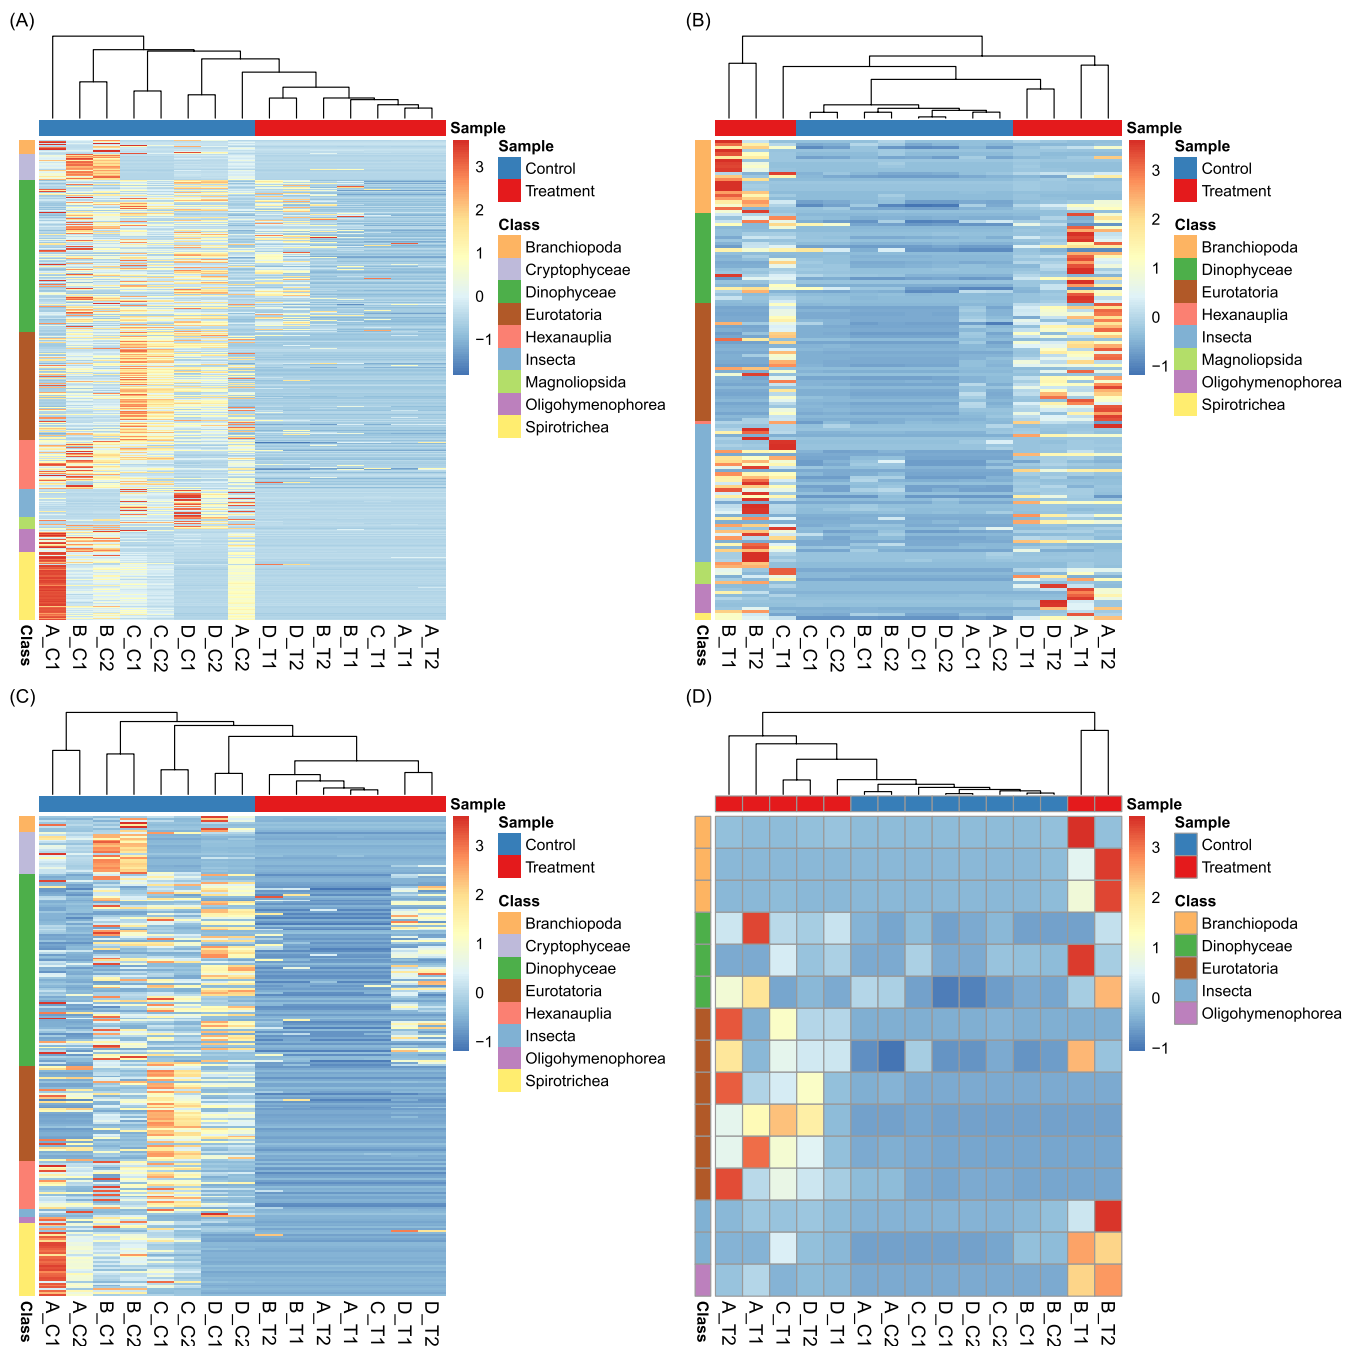 (A)
Sample
3
2
1
0
−1
Sample
Control
Treatment
Class
Branchiopoda
Cryptophyceae
Dinophyceae
Eurotatoria
Hexanauplia
Insecta
Magnoliopsida
Oligohymenophorea
Spirotrichea
Class
A_C1
B_C1
B_C2
C_C1
C_C2
D_C1
D_C2
A_C2
D_T1
D_T2
B_T2
B_T1
C_T1
A_T1
A_T2
(B)
Sample
3
2
1
0
−1
Sample
Control
Treatment
Class
Branchiopoda
Dinophyceae
Eurotatoria
Hexanauplia
Insecta
Magnoliopsida
Oligohymenophorea
Spirotrichea
Class
B_T1
B_T2
C_T1
C_C2
C_C1
B_C1
B_C2
D_C1
D_C2
A_C1
A_C2
D_T1
D_T2
A_T1
A_T2
(C)
Sample
3
2
1
0
−1
Sample
Control
Treatment
Class
Branchiopoda
Cryptophyceae
Dinophyceae
Eurotatoria
Hexanauplia
Insecta
Oligohymenophorea
Spirotrichea
Class
A_C1
A_C2
B_C1
B_C2
C_C1
C_C2
D_C1
D_C2
B_T2
B_T1
A_T2
A_T1
C_T1
D_T1
D_T2
(D)
Sample
3
2
1
0
−1
Sample
Control
Treatment
Class
Branchiopoda
Dinophyceae
Eurotatoria
Insecta
Oligohymenophorea
Class
A_T2
A_T1
C_T1
D_T2
D_T1
A_C1
A_C2
C_C1
D_C1
D_C2
C_C2
B_C1
B_C2
B_T1
B_T2